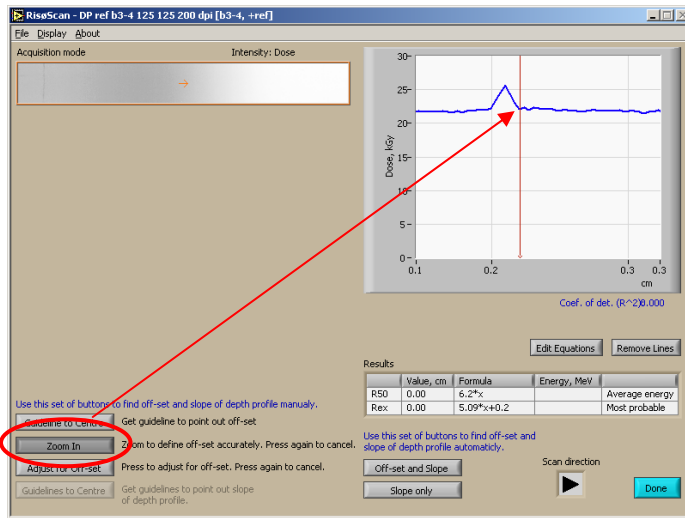 RisøScan - DP ref b3-4 125 125 200 dpi [b3-4, +ref]
File Display About
Acquisition mode Intensity: Dose
30
25
20
15
10
5
0
Dose, kGy
0.1 0.2 0.3 0.3
cm
Coef. of det. (R^2)0.000
Edit Equations Remove Lines
Results
Value, cm Formula Energy, MeV
R50 0.00 6.2*x Average energy
Rex 0.00 5.09*x+0.2 Most probable
Use this set of buttons to find off-set and slope of depth profile manualy.
Guideline to Centre Get guideline to point out off-set
Zoom In Zoom to define off-set accurately. Press again to cancel.
Adjust for Off-set Press to adjust for off-set. Press again to cancel.
Guidelines to Centre Get guidelines to point out slope
of depth profile.
Use this set of buttons to find off-set and
slope of depth profile automaticly.
Off-set and Slope
Slope only
Scan direction
Done